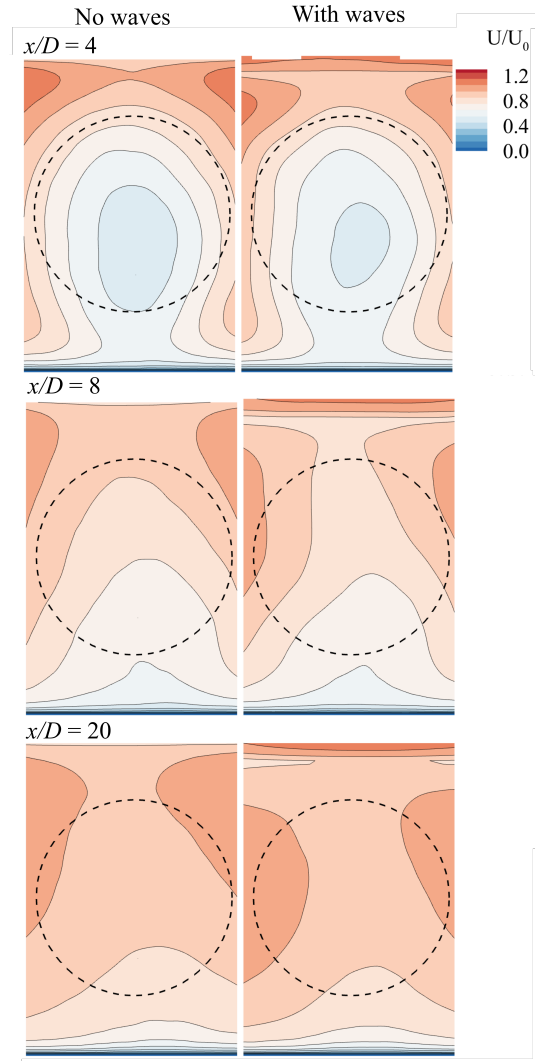 No waves
With waves
x/D = 4
U/U₀
1.2
0.8
0.4
0.0
x/D = 8
x/D = 20